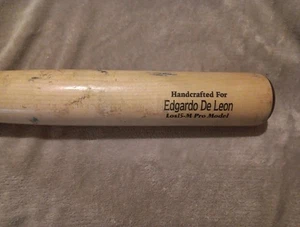 Handcrafted For
Edgardo De Leon
Pro Model